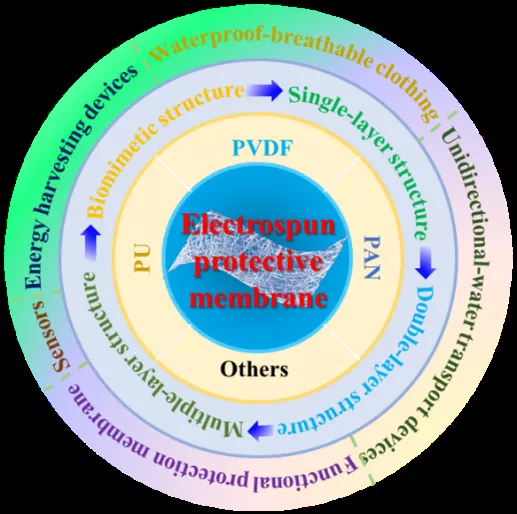 Waterproof-breathable clothing
Unidirectional-water transport devices
Functional protection membrane
Sensors
Energy harvesting devices
Biomimetic structure
Single-layer structure
Double-layer structure
Multiple-layer structure
PVDF
PAN
Others
PU
Electrospun
protective
membrane